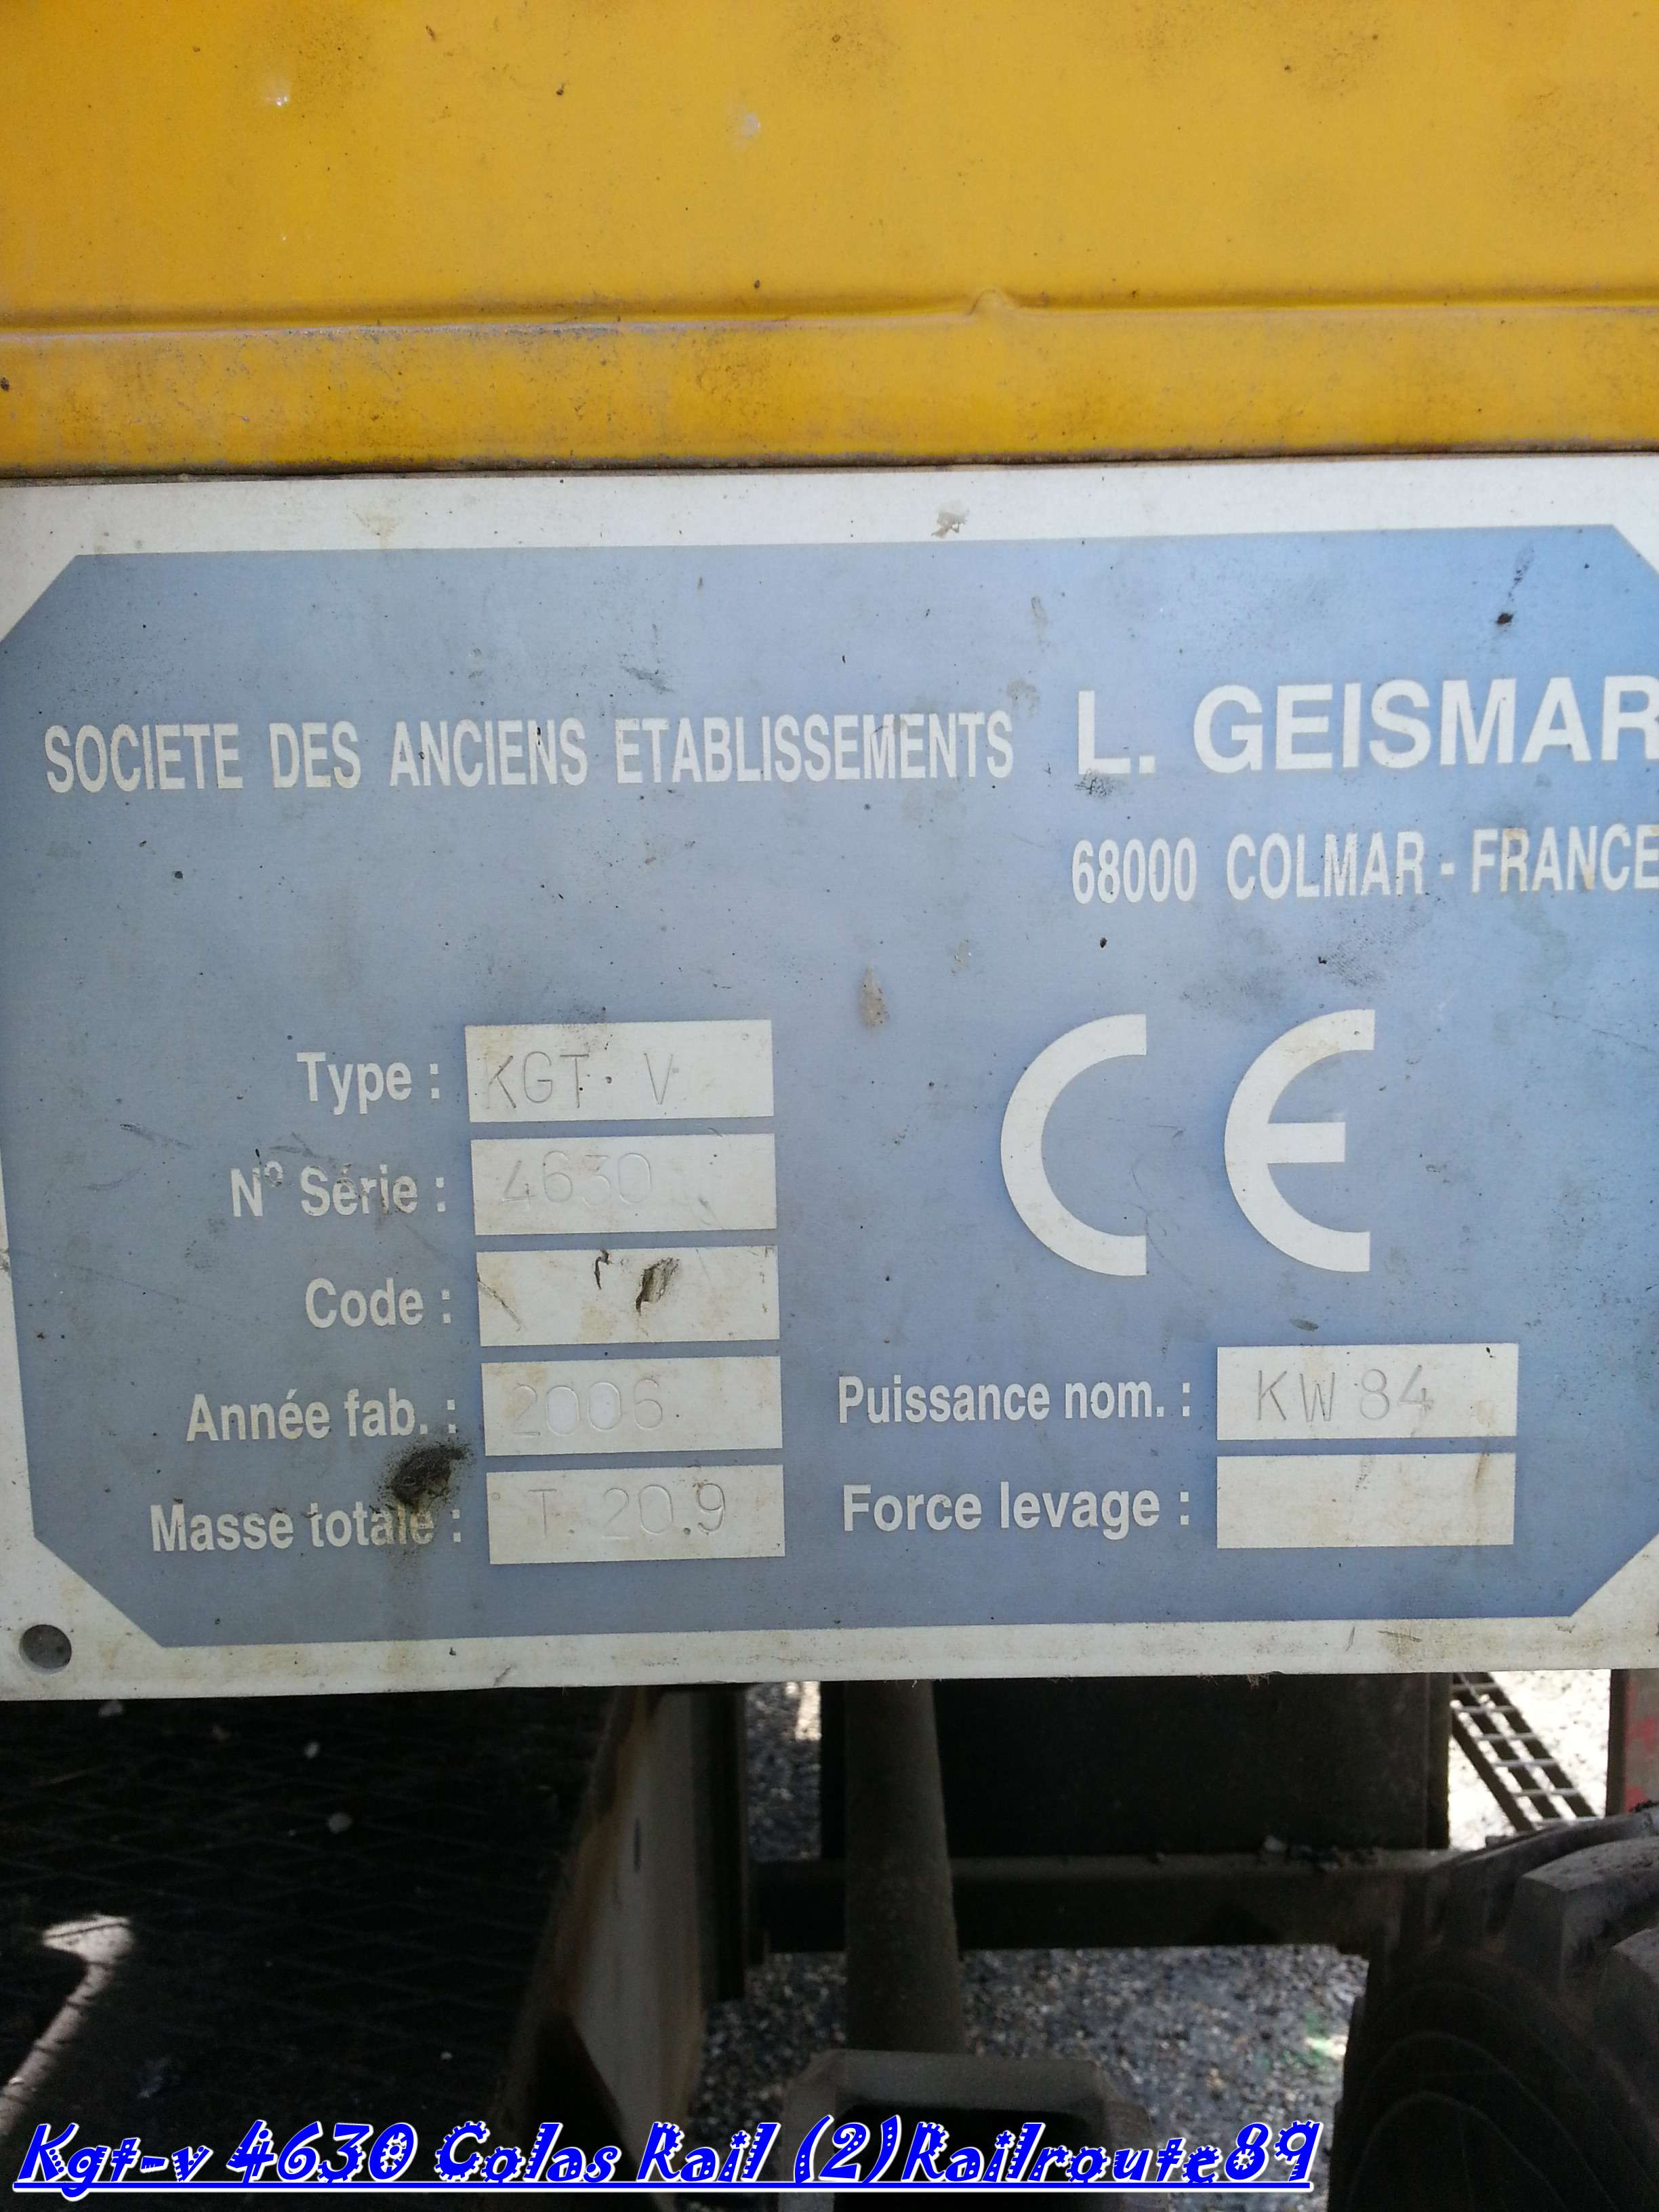 SOCIETE DES ANCIENS ETABLISSEMENTS L. GEISMAR
68000 COLMAR - FRANCE
Type : KGT. V
CE
N° Série : 4630
Code :
Année fab. : 2006
Puissance nom. : KW 84
Masse totale : T. 20.9
Force levage :
Kgt-v 4630 Colas Rail (2)Railroute89